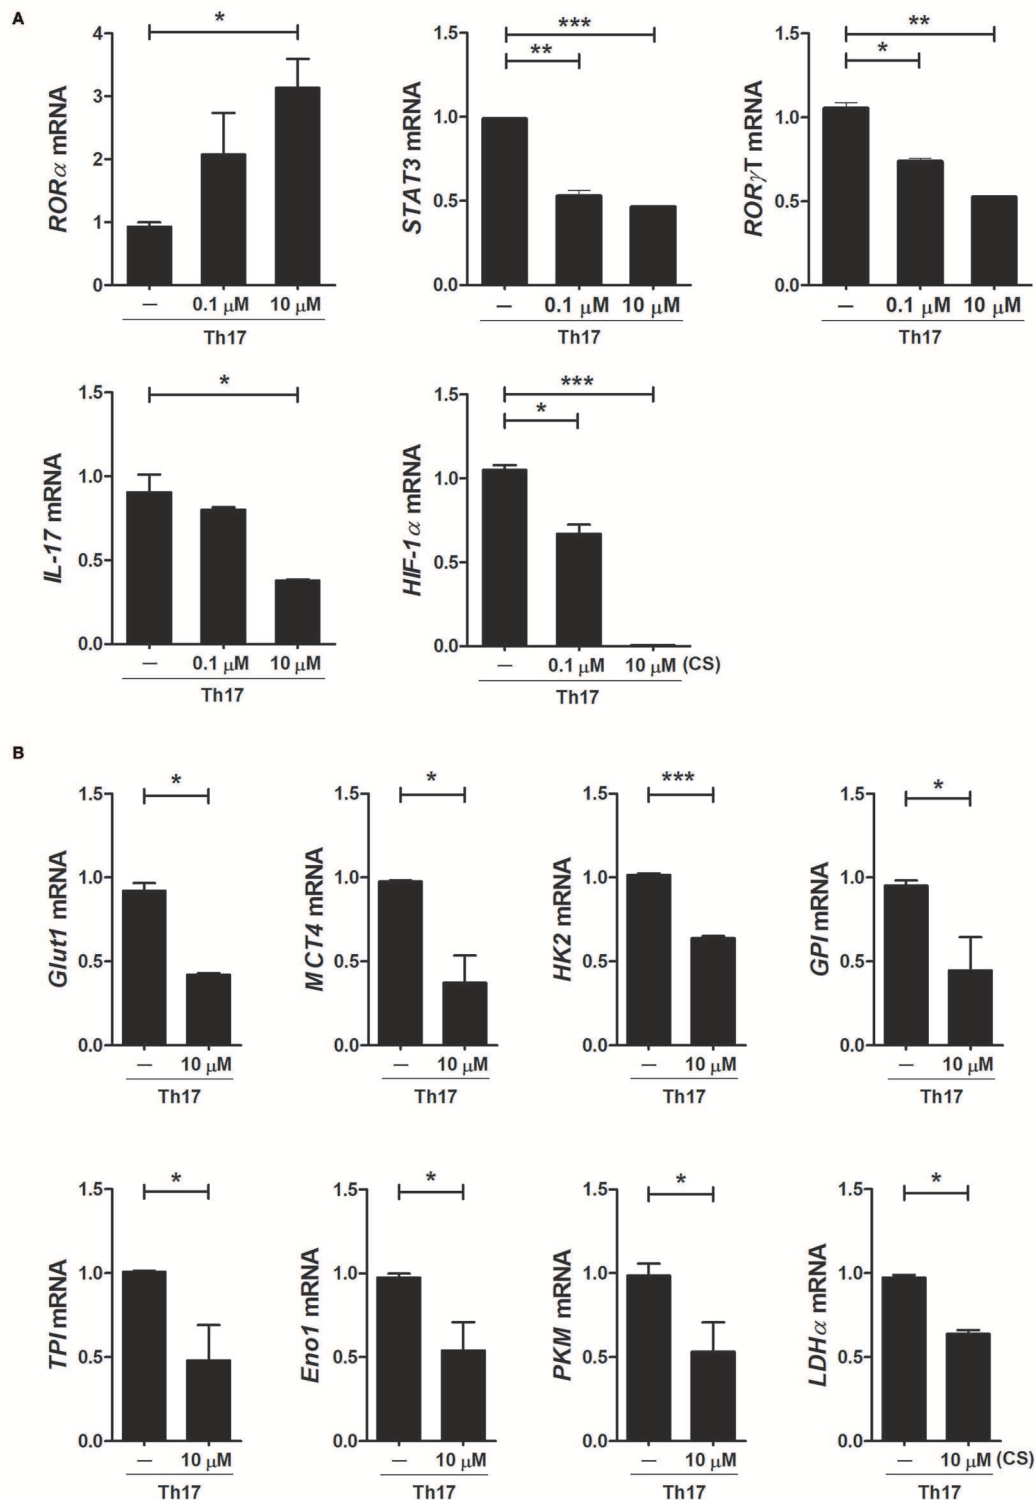 A
*
4
3
2
1
0
RORα mRNA
— 0.1 μM 10 μM
Th17
***
**
1.5
1.0
0.5
0.0
STAT3 mRNA
— 0.1 μM 10 μM
Th17
**
*
1.5
1.0
0.5
0.0
RORγT mRNA
— 0.1 μM 10 μM
Th17
*
1.5
1.0
0.5
0.0
IL-17 mRNA
— 0.1 μM 10 μM
Th17
***
*
1.5
1.0
0.5
0.0
HIF-1α mRNA
— 0.1 μM 10 μM (CS)
Th17
B
*
1.5
1.0
0.5
0.0
Glut1 mRNA
— 10 μM
Th17
*
1.5
1.0
0.5
0.0
MCT4 mRNA
— 10 μM
Th17
***
1.5
1.0
0.5
0.0
HK2 mRNA
— 10 μM
Th17
*
1.5
1.0
0.5
0.0
GPI mRNA
— 10 μM
Th17
*
1.5
1.0
0.5
0.0
TPI mRNA
— 10 μM
Th17
*
1.5
1.0
0.5
0.0
Eno1 mRNA
— 10 μM
Th17
*
1.5
1.0
0.5
0.0
PKM mRNA
— 10 μM
Th17
*
1.5
1.0
0.5
0.0
LDHα mRNA
— 10 μM (CS)
Th17